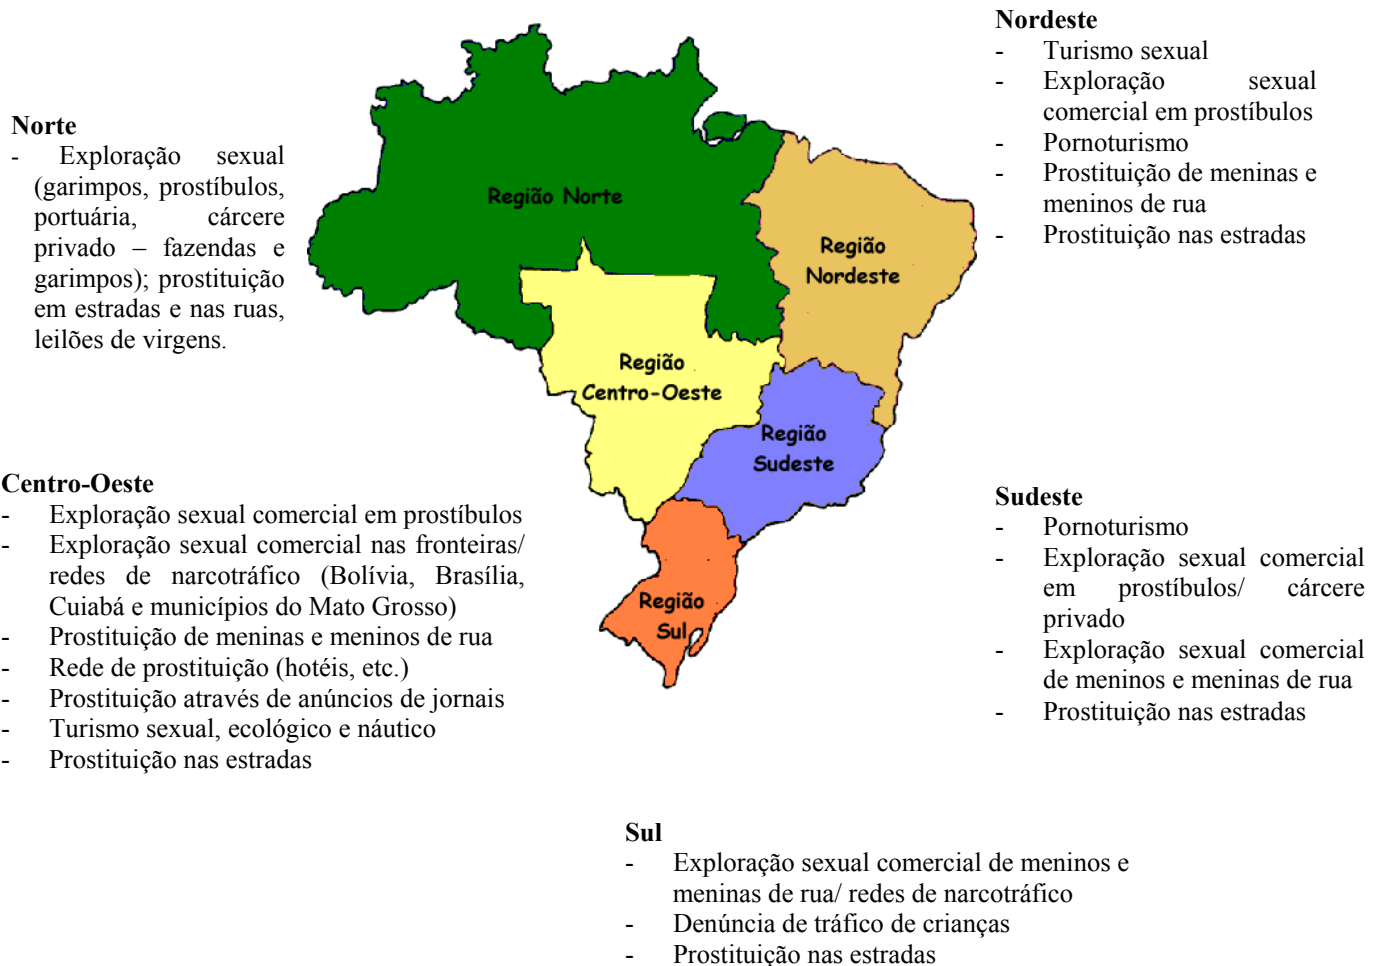 Nordeste
- Turismo sexual
- Exploração sexual
comercial em prostíbulos
- Pornoturismo
- Prostituição de meninas e
meninos de rua
- Prostituição nas estradas
Norte
- Exploração sexual
(garimpos, prostíbulos,
portuária, cárcere
privado – fazendas e
garimpos); prostituição
em estradas e nas ruas,
leilões de virgens.
Região Norte
Região
Nordeste
Região
Centro-Oeste
Região
Sudeste
Região
Sul
Centro-Oeste
- Exploração sexual comercial em prostíbulos
- Exploração sexual comercial nas fronteiras/
redes de narcotráfico (Bolívia, Brasília,
Cuiabá e municípios do Mato Grosso)
- Prostituição de meninas e meninos de rua
- Rede de prostituição (hotéis, etc.)
- Prostituição através de anúncios de jornais
- Turismo sexual, ecológico e náutico
- Prostituição nas estradas
Sudeste
- Pornoturismo
- Exploração sexual comercial
em prostíbulos/ cárcere
privado
- Exploração sexual comercial
de meninos e meninas de rua
- Prostituição nas estradas
Sul
- Exploração sexual comercial de meninos e
meninas de rua/ redes de narcotráfico
- Denúncia de tráfico de crianças
- Prostituição nas estradas